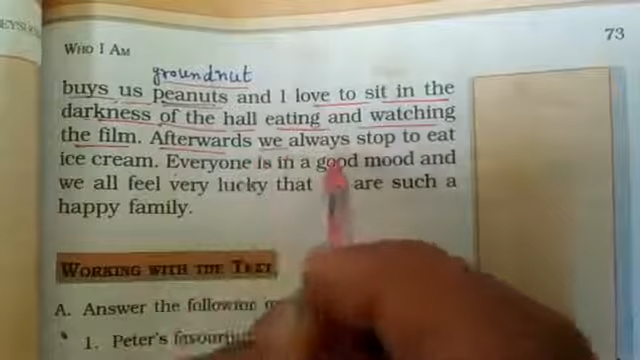 WHO I AM
73
groundnut
buys us peanuts and I love to sit in the
darkness of the hall eating and watching
the film. Afterwards we always stop to eat
ice cream. Everyone is in a good mood and
we all feel very lucky that are such a
happy family.
WORKING WITH THE TEXT
A. Answer the following
1. Peter's favourite